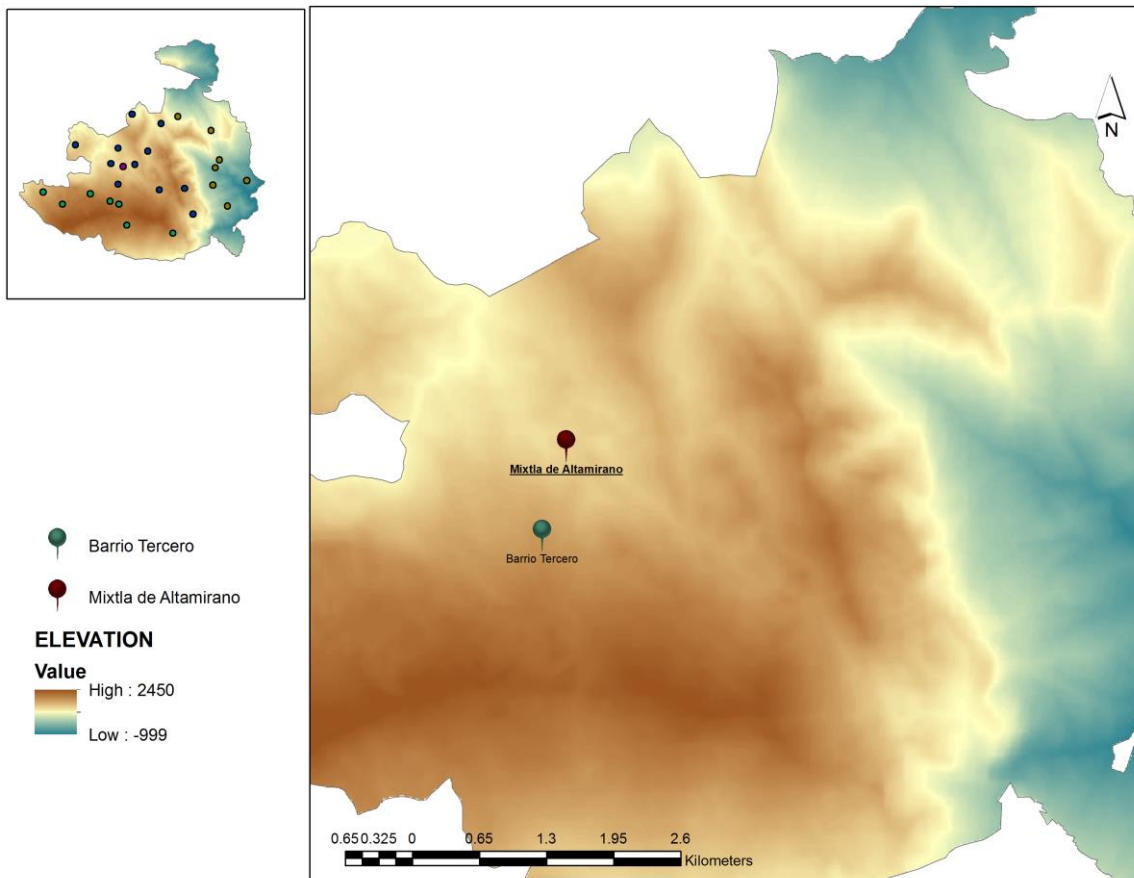 N
Mixtla de Altamirano
Barrio Tercero
Barrio Tercero
Mixtla de Altamirano
ELEVATION
Value
High : 2450
Low : -999
0.65 0.325 0 0.65 1.3 1.95 2.6
Kilometers